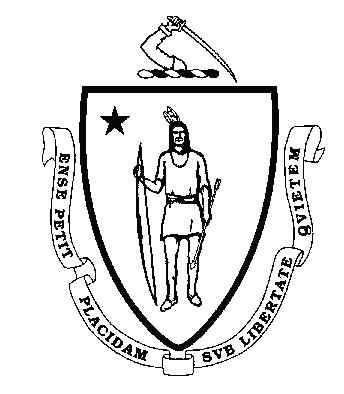 ENSE PETIT
PLACIDAM
SVB LIBERTATE
QVIETEM